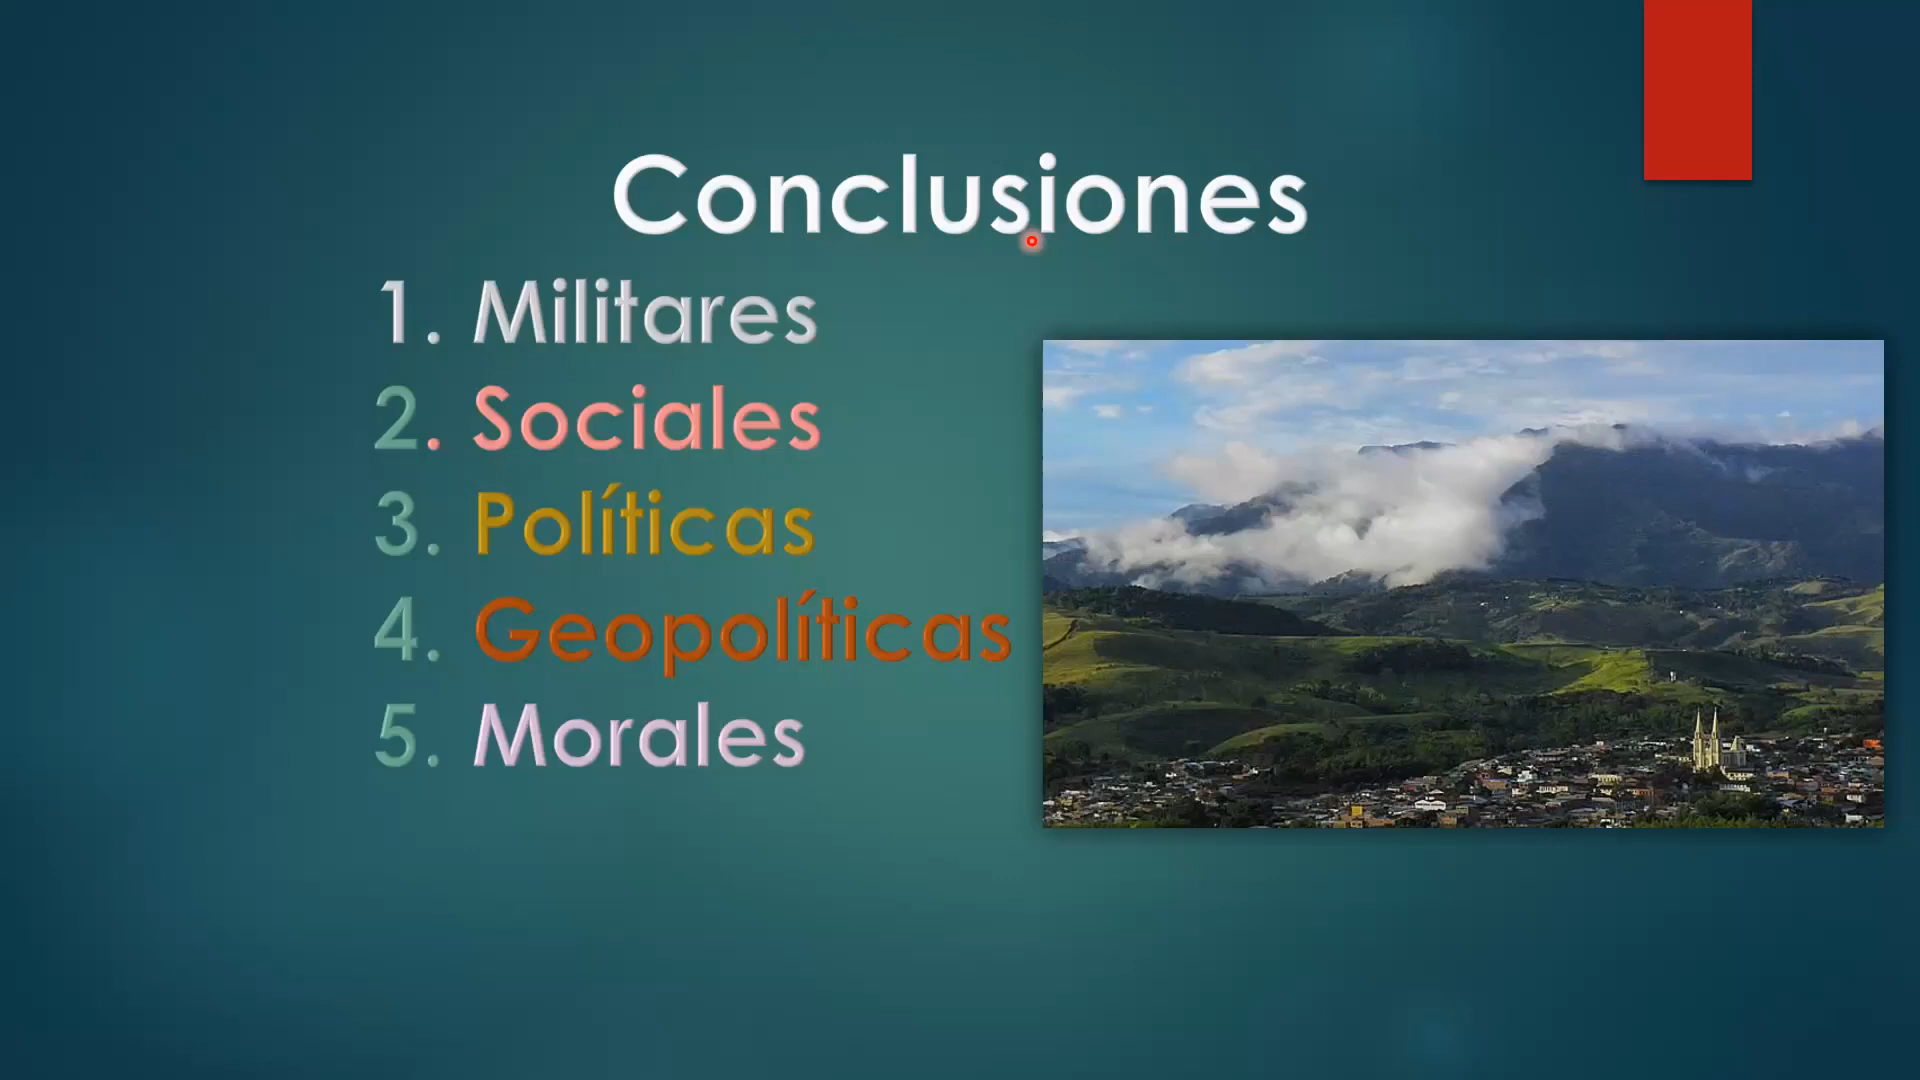 Conclusiones
1. Militares
2. Sociales
3. Políticas
4. Geopolíticas
5. Morales